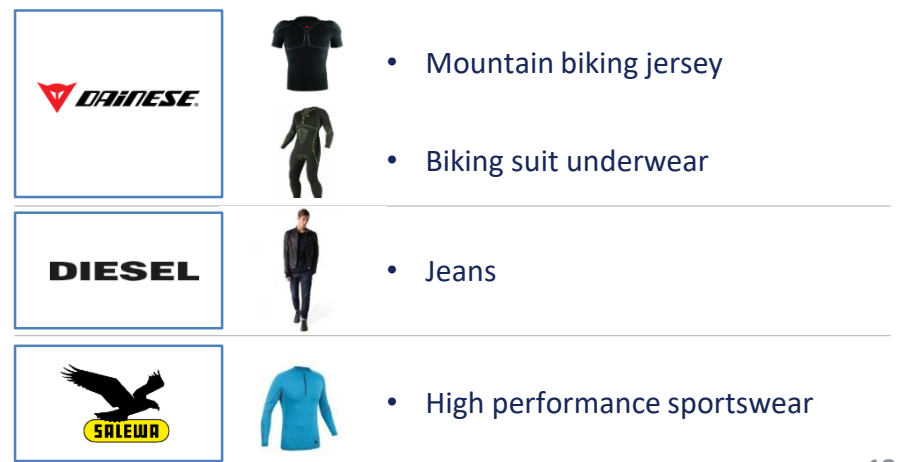 DAINESE
• Mountain biking jersey
• Biking suit underwear
DIESEL
• Jeans
SALEWA
• High performance sportswear